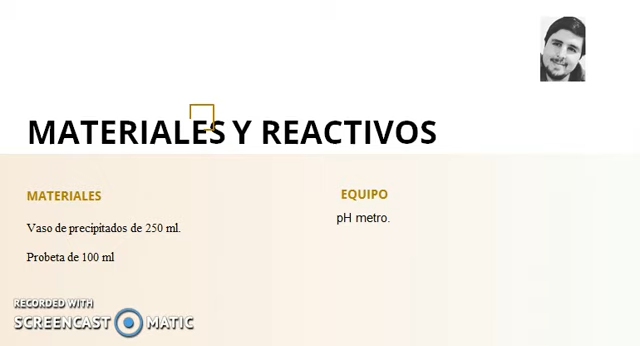 MATERIALES Y REACTIVOS
MATERIALES
Vaso de precipitados de 250 ml.
Probeta de 100 ml
EQUIPO
pH metro.
RECORDED WITH
SCREENCAST MATIC